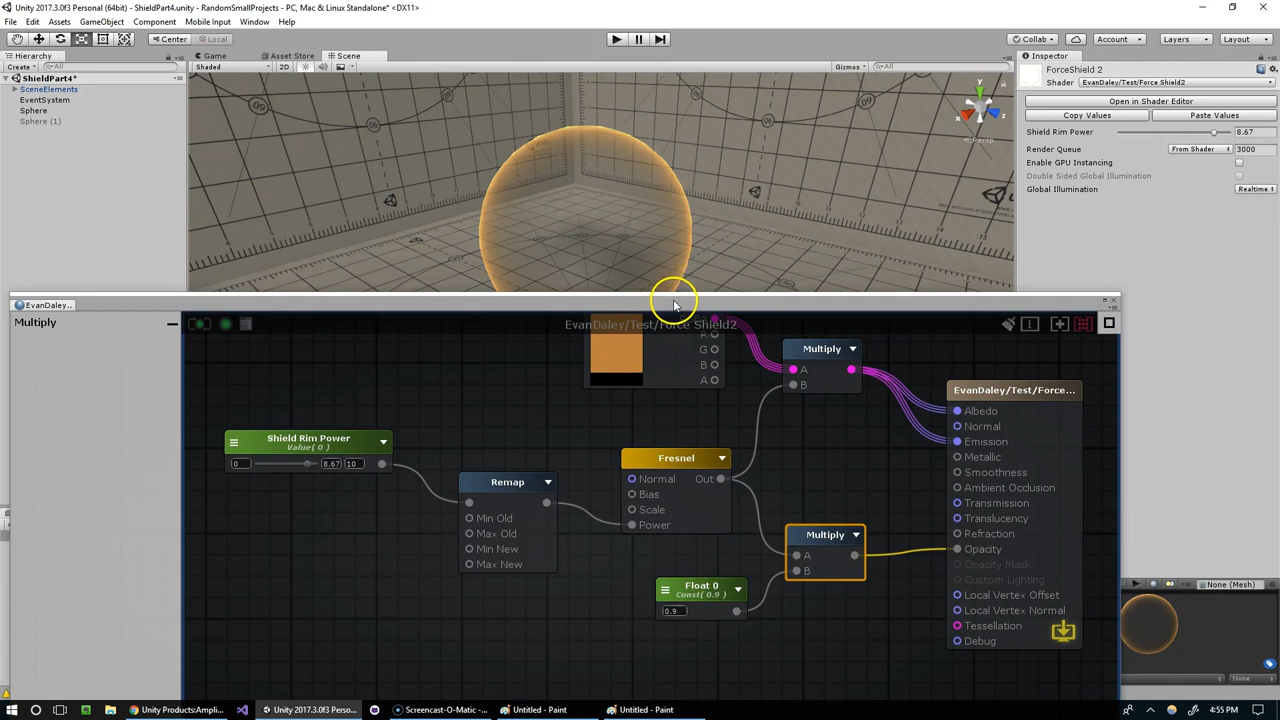 Unity 2017.3.0f3 Personal (64bit) - ShieldPart4.unity - RandomSmallProjects - PC, Mac & Linux Standalone* <DX11>
File Edit Assets GameObject Component Mobile Input Window Help
Center Local
Collab Account Layers Layout
Hierarchy
Game Asset Store Scene
Inspector
Create All
Shaded 2D Gizmos All
ShieldPart4*
SceneElements
EventSystem
Sphere
Sphere (1)
y
x
z
Persp
ForceShield 2
Shader EvanDaley/Test/Force Shield2
Open in Shader Editor
Copy Values Paste Values
Shield Rim Power 8.67
Render Queue From Shader 3000
Enable GPU Instancing
Double Sided Global Illumination
Global Illumination Realtime
EvanDaley..
Multiply
EvanDaley/Test/Force Shield2
R
G
B
A
Multiply
A
B
EvanDaley/Test/Force...
Albedo
Normal
Emission
Metallic
Smoothness
Ambient Occlusion
Transmission
Translucency
Refraction
Opacity
Opacity Mask
Custom Lighting
Local Vertex Offset
Local Vertex Normal
Tessellation
Debug
Shield Rim Power
Value( 0 )
0 8.67 10
Remap
Min Old
Max Old
Min New
Max New
Fresnel
Normal Out
Bias
Scale
Power
Multiply
A
B
Float 0
Const( 0.9 )
0.9
None (Mesh)
None
Unity Products:Ampli... Unity 2017.3.0f3 Perso... Screencast-O-Matic -... Untitled - Paint Untitled - Paint 4:55 PM